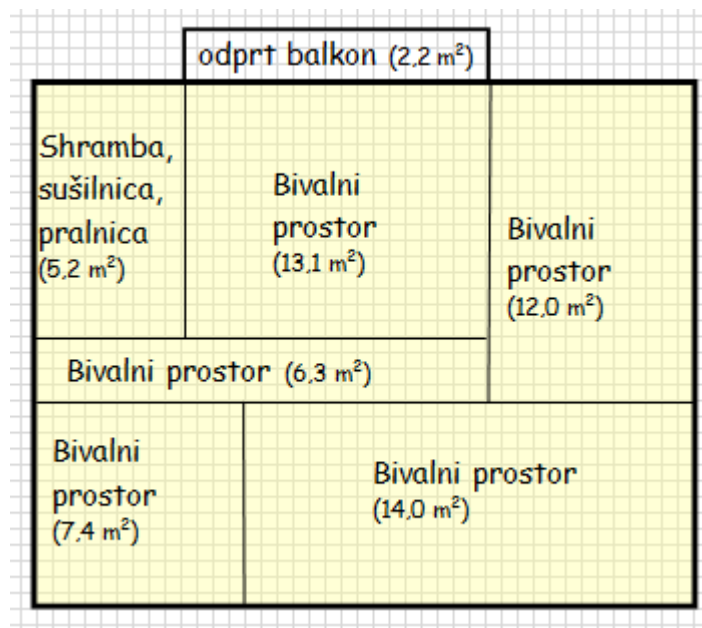 odprt balkon (2,2 m²)
Shramba,
sušilnica,
pralnica
(5,2 m²)
Bivalni
prostor
(13,1 m²)
Bivalni
prostor
(12,0 m²)
Bivalni prostor (6,3 m²)
Bivalni
prostor
(7,4 m²)
Bivalni prostor
(14,0 m²)